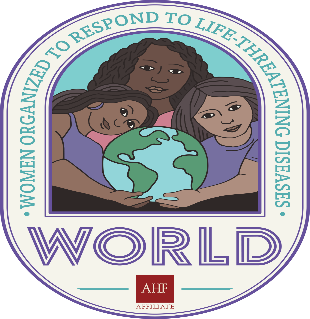 • WOMEN ORGANIZED TO RESPOND TO LIFE-THREATENING DISEASES •
WORLD
AHF
AFFILIATE